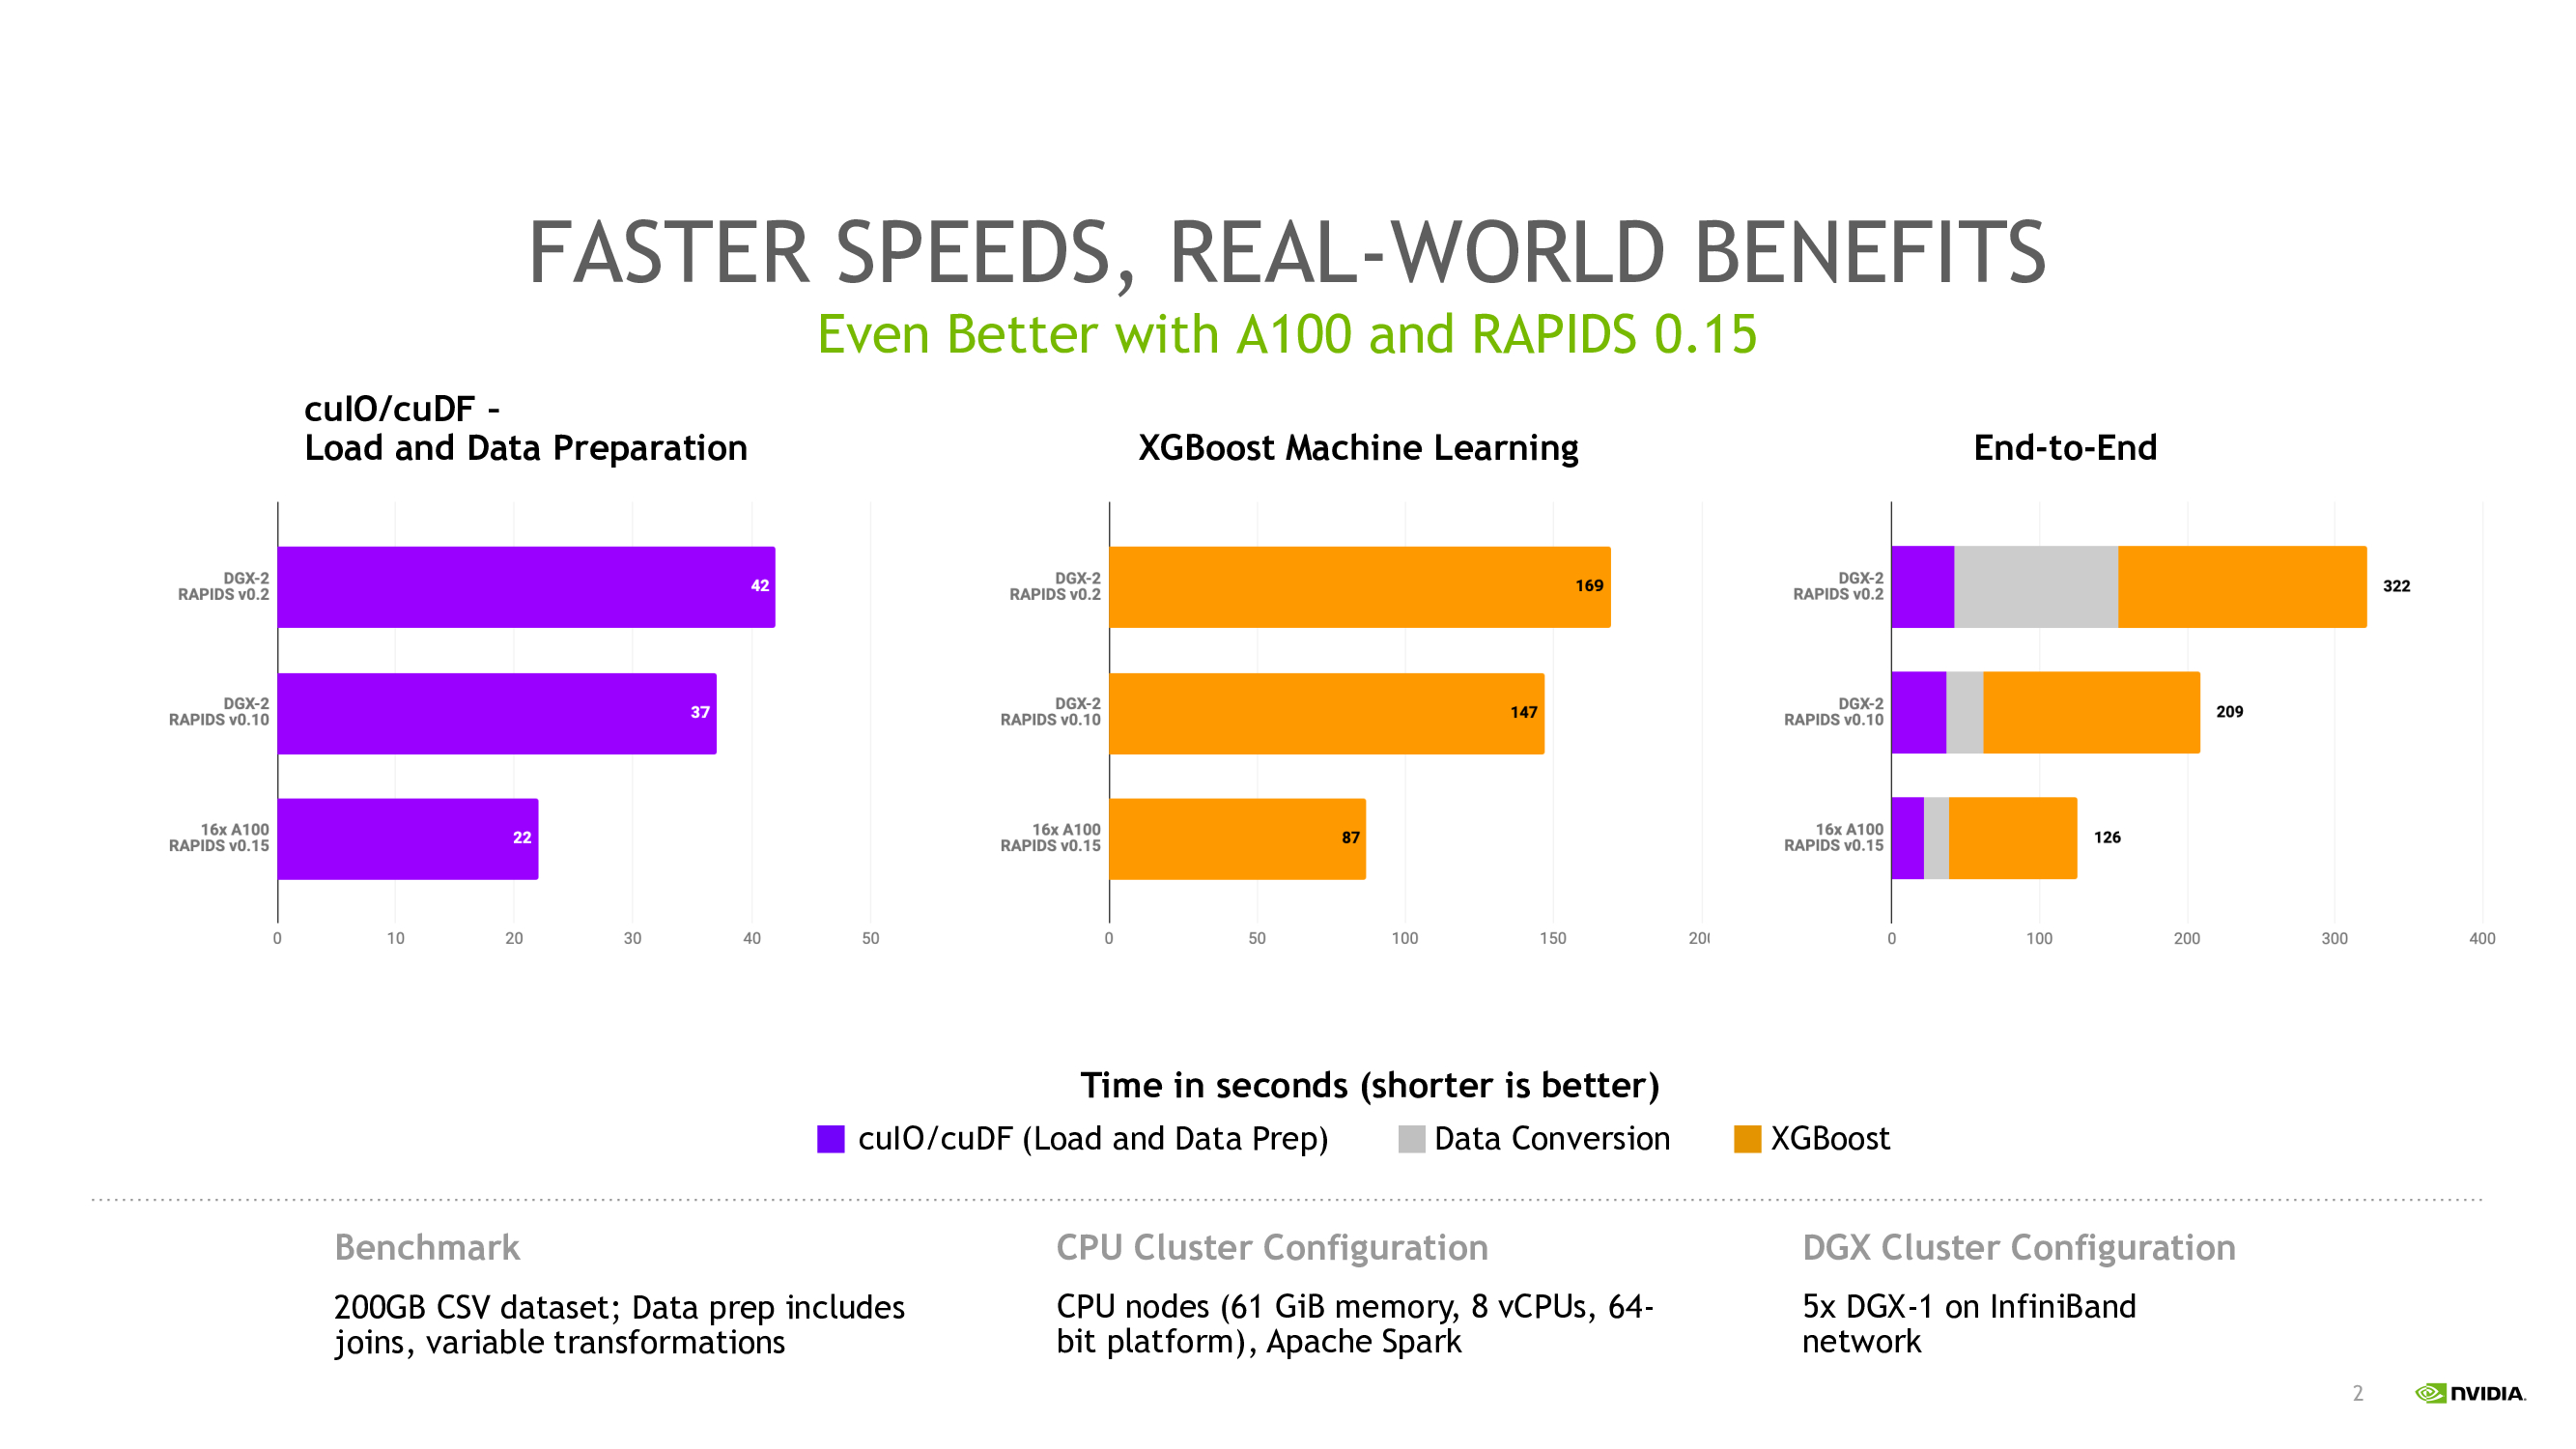 FASTER SPEEDS, REAL-WORLD BENEFITS
Even Better with A100 and RAPIDS 0.15
cuIO/cuDF –
Load and Data Preparation
DGX-2
RAPIDS v0.2
42
DGX-2
RAPIDS v0.10
37
16x A100
RAPIDS v0.15
22
0 10 20 30 40 50
XGBoost Machine Learning
DGX-2
RAPIDS v0.2
169
DGX-2
RAPIDS v0.10
147
16x A100
RAPIDS v0.15
87
0 50 100 150 200
End-to-End
DGX-2
RAPIDS v0.2
322
DGX-2
RAPIDS v0.10
209
16x A100
RAPIDS v0.15
126
0 100 200 300 400
Time in seconds (shorter is better)
cuIO/cuDF (Load and Data Prep) Data Conversion XGBoost
Benchmark
200GB CSV dataset; Data prep includes
joins, variable transformations
CPU Cluster Configuration
CPU nodes (61 GiB memory, 8 vCPUs, 64-
bit platform), Apache Spark
DGX Cluster Configuration
5x DGX-1 on InfiniBand
network
2
NVIDIA.